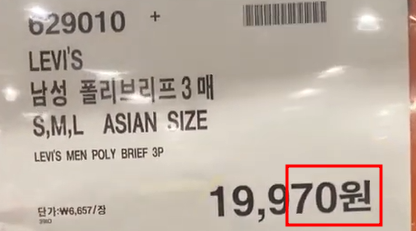 629010 +
LEVI'S
남성 폴리브리프 3 매
S,M,L ASIAN SIZE
LEVI'S MEN POLY BRIEF 3P
19,970원
단가:₩6,657/장